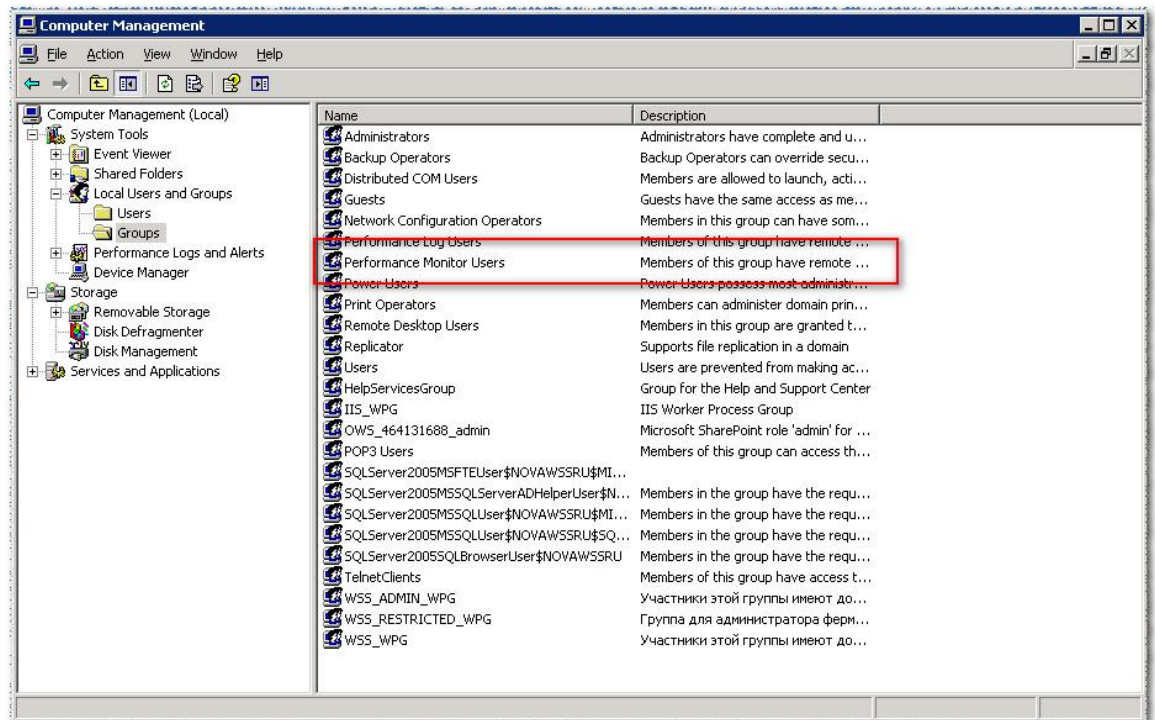 Computer Management
File Action View Window Help
Computer Management (Local)
System Tools
Event Viewer
Shared Folders
Local Users and Groups
Users
Groups
Performance Logs and Alerts
Device Manager
Storage
Removable Storage
Disk Defragmenter
Disk Management
Services and Applications
Name Description
Administrators Administrators have complete and u...
Backup Operators Backup Operators can override secu...
Distributed COM Users Members are allowed to launch, acti...
Guests Guests have the same access as me...
Network Configuration Operators Members in this group can have som...
Performance Log Users Members of this group have remote ...
Performance Monitor Users Members of this group have remote ...
Power Users Power Users possess most administr...
Print Operators Members can administer domain prin...
Remote Desktop Users Members in this group are granted t...
Replicator Supports file replication in a domain
Users Users are prevented from making ac...
HelpServicesGroup Group for the Help and Support Center
IIS_WPG IIS Worker Process Group
OWS_464131688_admin Microsoft SharePoint role 'admin' for ...
POP3 Users Members of this group can access th...
SQLServer2005MSFTEUser$NOVAWSSRU$MI...
SQLServer2005MSSQLServerADHelperUser$N... Members in the group have the requ...
SQLServer2005MSSQLUser$NOVAWSSRU$MI... Members in the group have the requ...
SQLServer2005MSSQLUser$NOVAWSSRU$SQ... Members in the group have the requ...
SQLServer2005SQLBrowserUser$NOVAWSSRU Members in the group have the requ...
TelnetClients Members of this group have access t...
WSS_ADMIN_WPG Участники этой группы имеют до...
WSS_RESTRICTED_WPG Группа для администратора ферм...
WSS_WPG Участники этой группы имеют до...